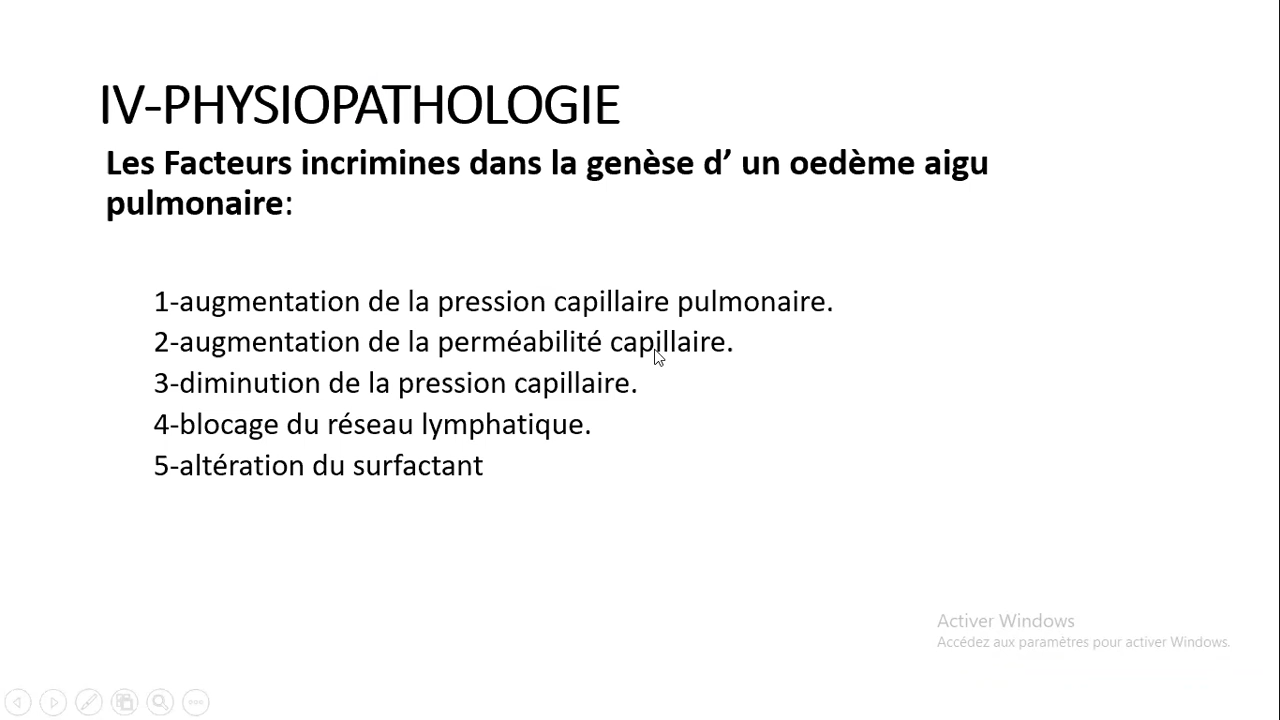 IV-PHYSIOPATHOLOGIE
Les Facteurs incrimines dans la genèse d’ un oedème aigu
pulmonaire:
1-augmentation de la pression capillaire pulmonaire.
2-augmentation de la perméabilité capillaire.
3-diminution de la pression capillaire.
4-blocage du réseau lymphatique.
5-altération du surfactant
Activer Windows
Accédez aux paramètres pour activer Windows.